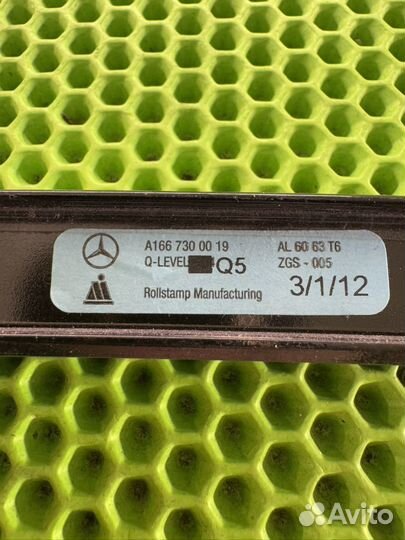 A166 730 00 19 AL 60 63 T6
Q-LEVEL Q5 ZGS - 005
Rollstamp Manufacturing 3/1/12
Avito